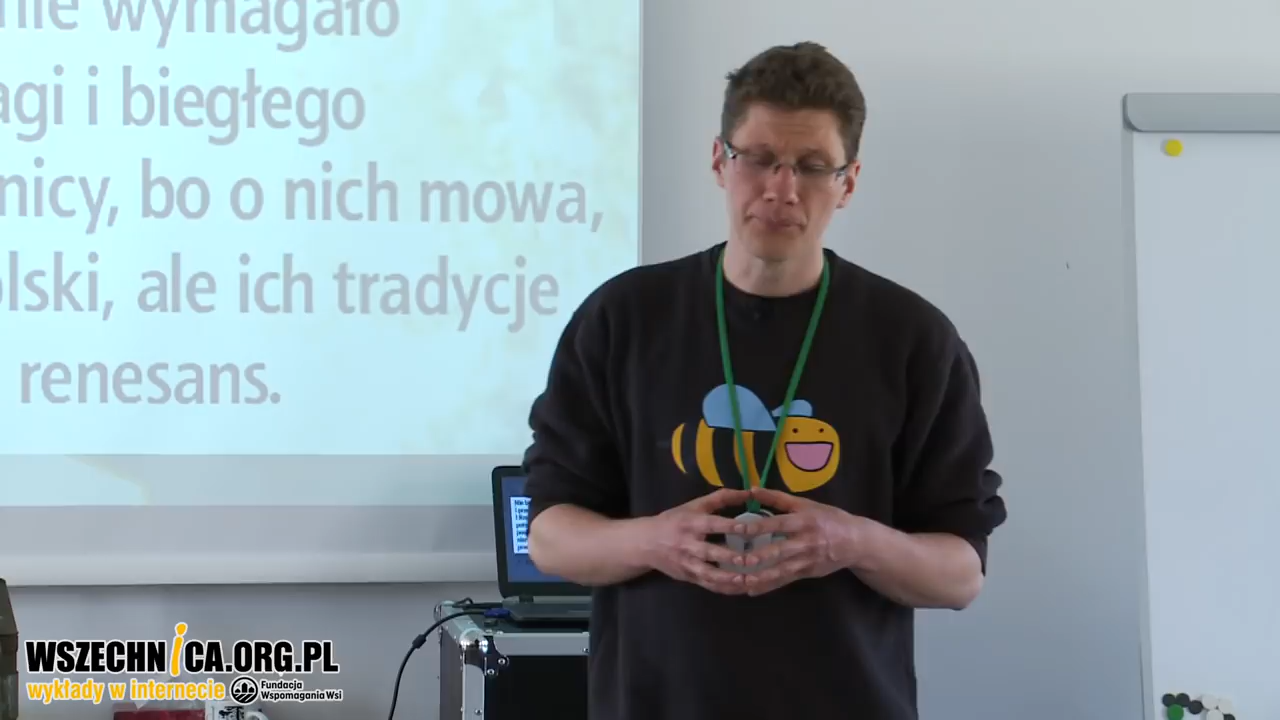 nie wymagało
agi i biegłego
nicy, bo o nich mowa,
olski, ale ich tradycje
renesans.
WSZECHNICA.ORG.PL
wykłady w internecie
Fundacja
Wspomagania Wsi